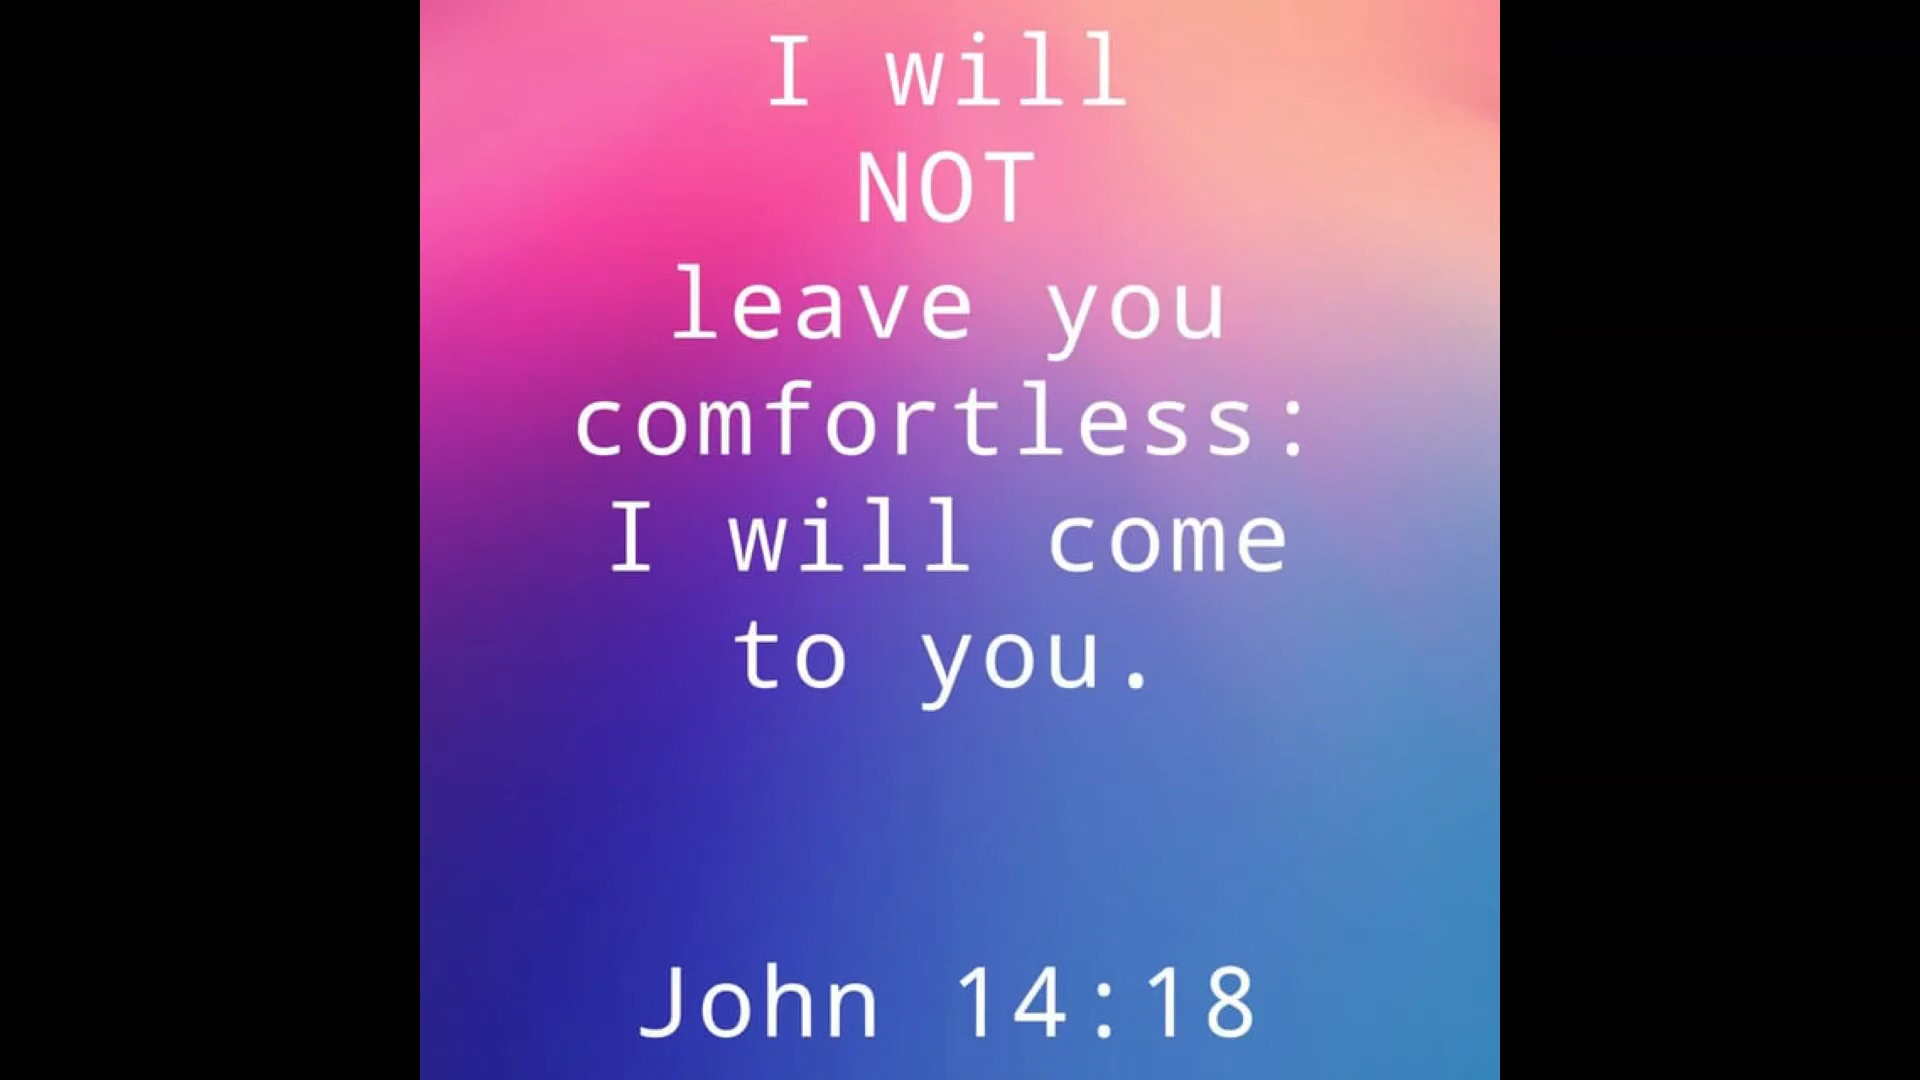 I will
NOT
leave you
comfortless:
I will come
to you.
John 14:18